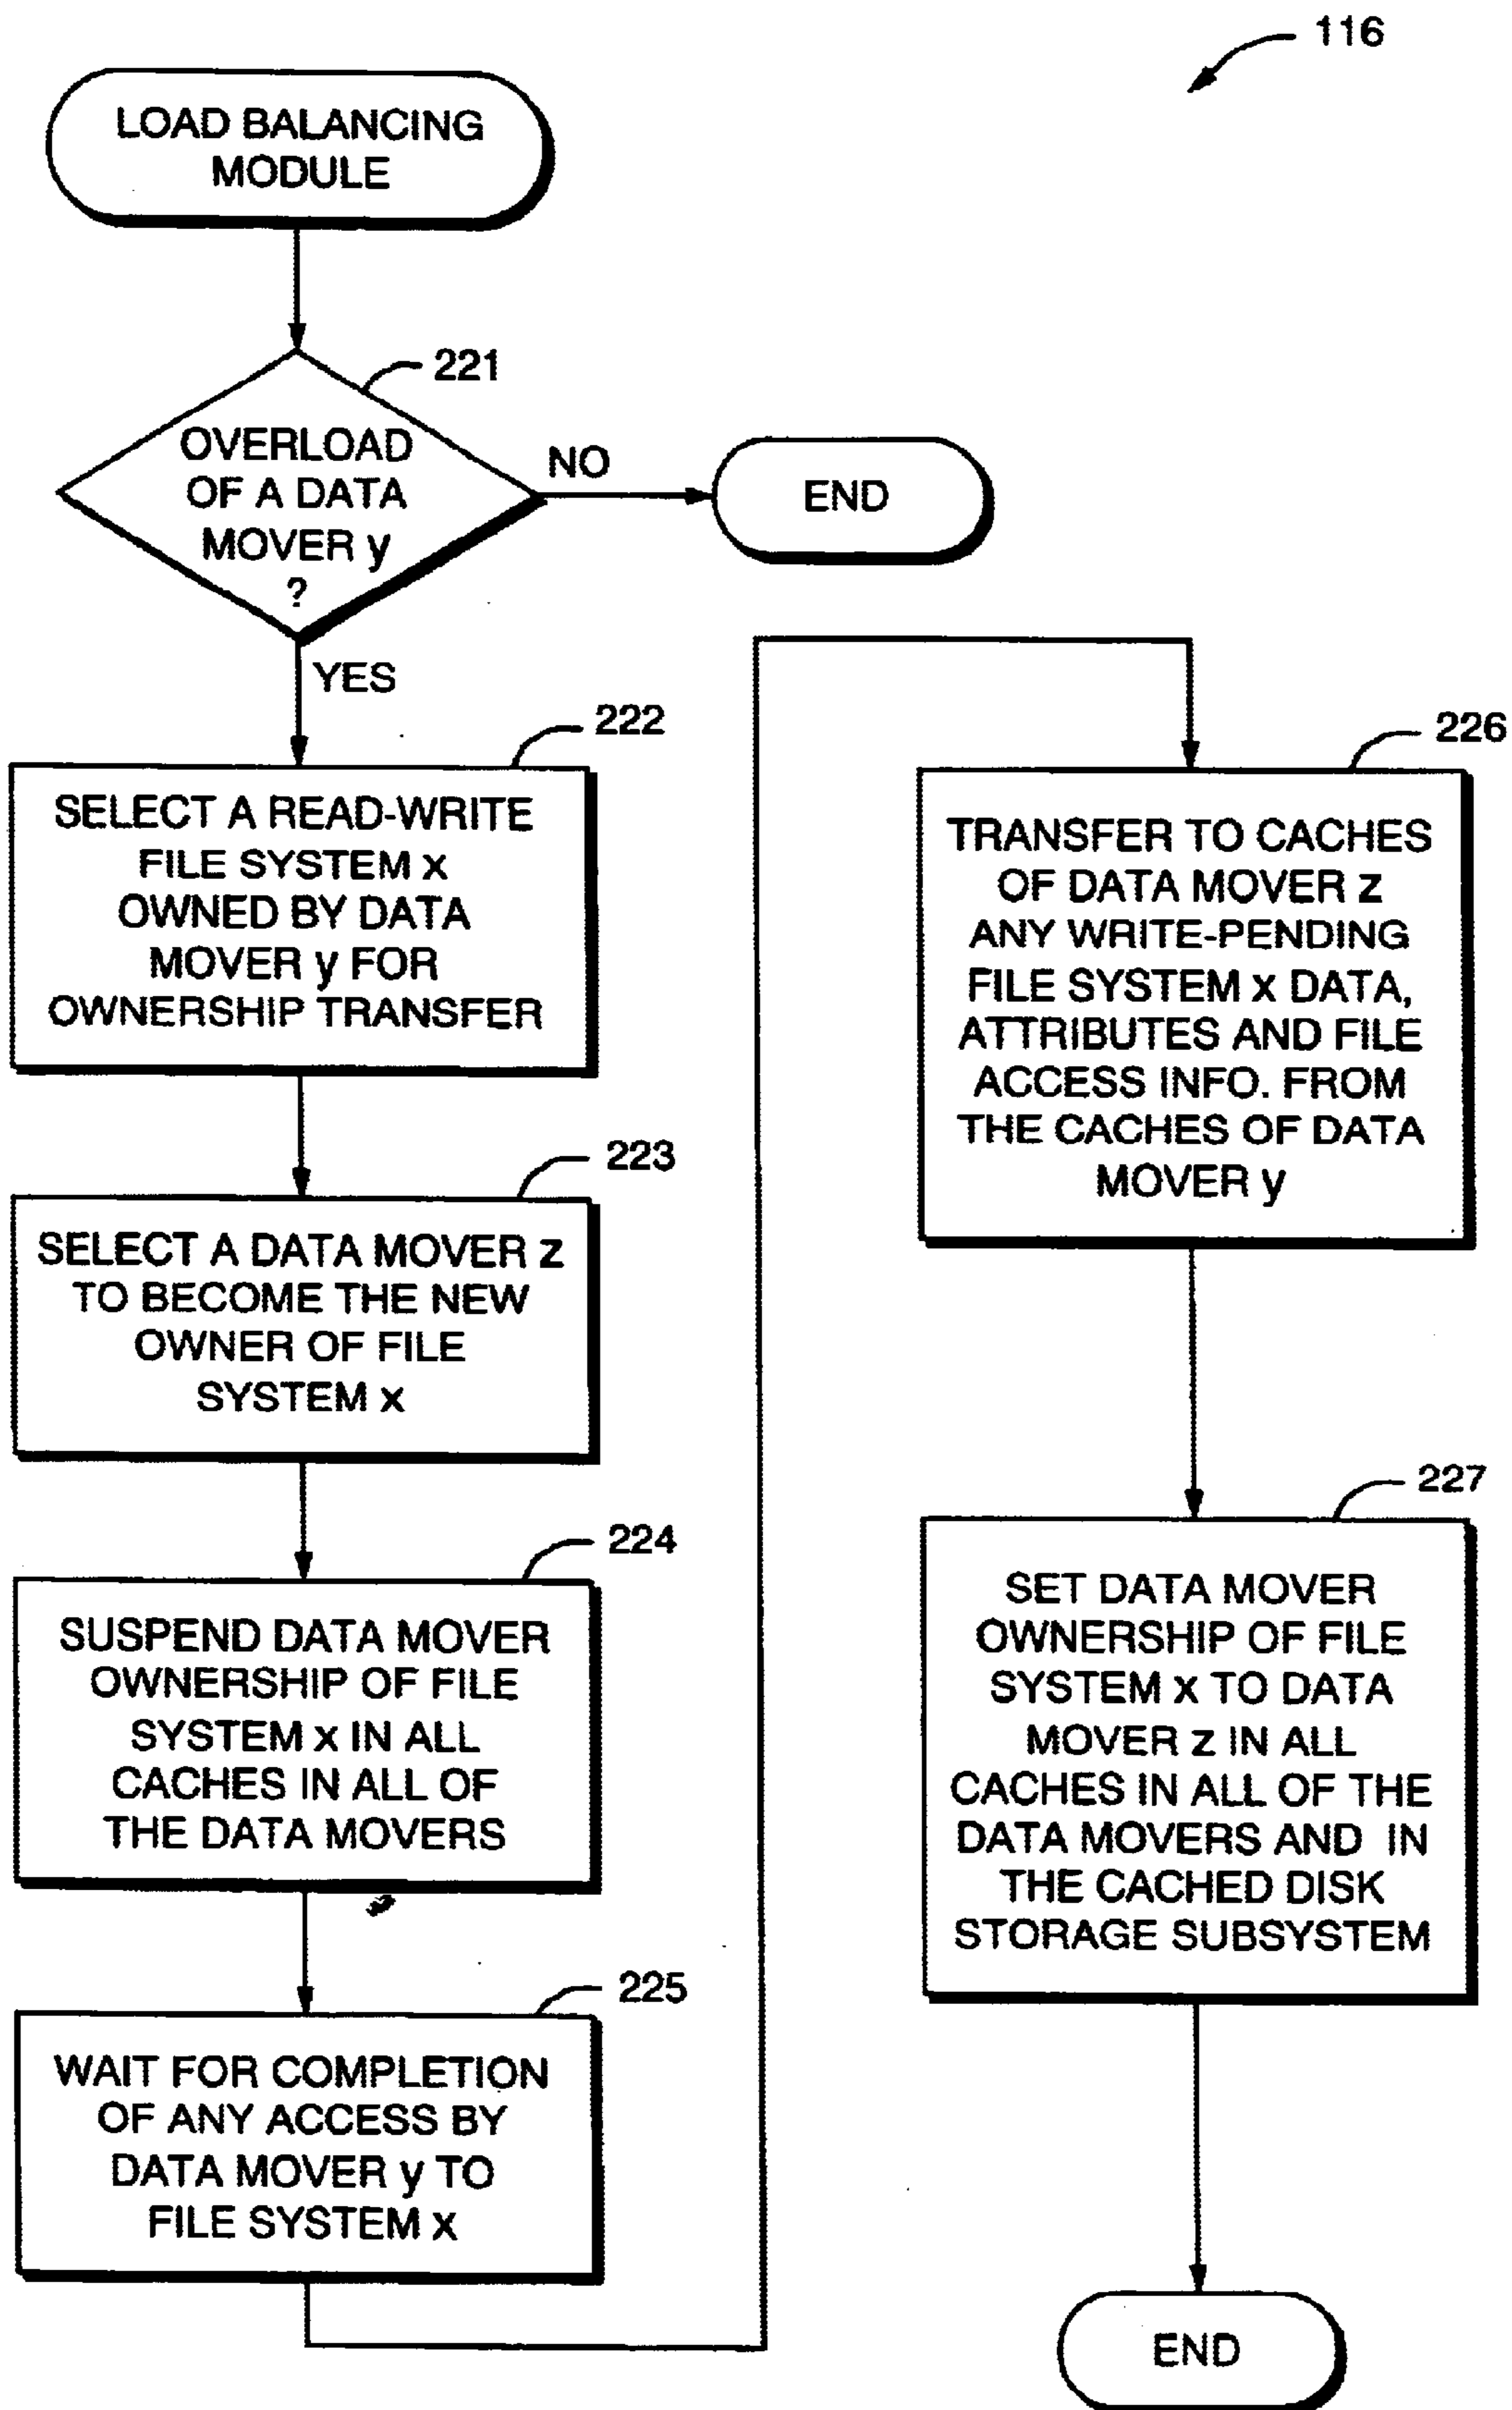 116
LOAD BALANCING
MODULE
221
OVERLOAD
OF A DATA
MOVER y
?
NO
END
YES
222
SELECT A READ-WRITE
FILE SYSTEM x
OWNED BY DATA
MOVER y FOR
OWNERSHIP TRANSFER
223
SELECT A DATA MOVER z
TO BECOME THE NEW
OWNER OF FILE
SYSTEM x
224
SUSPEND DATA MOVER
OWNERSHIP OF FILE
SYSTEM x IN ALL
CACHES IN ALL OF
THE DATA MOVERS
225
WAIT FOR COMPLETION
OF ANY ACCESS BY
DATA MOVER y TO
FILE SYSTEM x
226
TRANSFER TO CACHES
OF DATA MOVER z
ANY WRITE-PENDING
FILE SYSTEM x DATA,
ATTRIBUTES AND FILE
ACCESS INFO. FROM
THE CACHES OF DATA
MOVER y
227
SET DATA MOVER
OWNERSHIP OF FILE
SYSTEM x TO DATA
MOVER z IN ALL
CACHES IN ALL OF THE
DATA MOVERS AND IN
THE CACHED DISK
STORAGE SUBSYSTEM
END